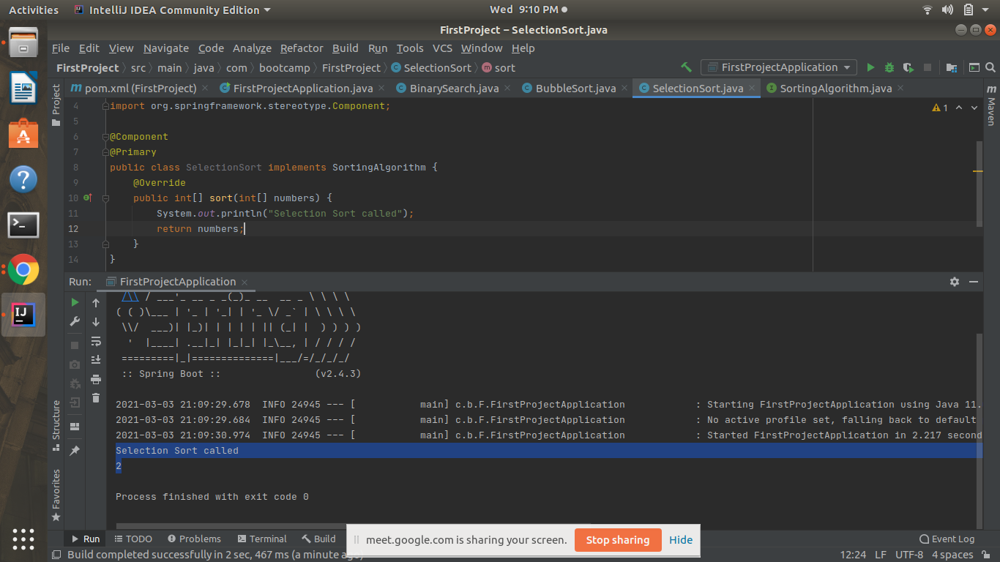 Activities IntelliJ IDEA Community Edition Wed 9:10 PM
FirstProject – SelectionSort.java
File Edit View Navigate Code Analyze Refactor Build Run Tools VCS Window Help
FirstProject src main java com bootcamp FirstProject SelectionSort sort FirstProjectApplication
pom.xml (FirstProject) FirstProjectApplication.java BinarySearch.java BubbleSort.java SelectionSort.java SortingAlgorithm.java
Project
Maven
1
4 import org.springframework.stereotype.Component;
5
6 @Component
7 @Primary
8 public class SelectionSort implements SortingAlgorithm {
9 @Override
10 public int[] sort(int[] numbers) {
11 System.out.println("Selection Sort called");
12 return numbers;
13 }
14 }
Run: FirstProjectApplication
/\\ / ___'_ __ _ _(_)_ __  __ _ \ \ \ \
( ( )\___ | '_ | '_| | '_ \/ _` | \ \ \ \
\\/  ___)| |_)| | | | | || (_| |  ) ) ) )
'  |____| .__|_| |_|_| |_\__, | / / / /
=========|_|==============|___/=/_/_/_/
:: Spring Boot :: (v2.4.3)
2021-03-03 21:09:29.678 INFO 24945 --- [ main] c.b.F.FirstProjectApplication : Starting FirstProjectApplication using Java 11.
2021-03-03 21:09:29.684 INFO 24945 --- [ main] c.b.F.FirstProjectApplication : No active profile set, falling back to default
2021-03-03 21:09:30.974 INFO 24945 --- [ main] c.b.F.FirstProjectApplication : Started FirstProjectApplication in 2.217 second
Selection Sort called
2
Process finished with exit code 0
Structure
Favorites
Run TODO Problems Terminal Build Event Log
meet.google.com is sharing your screen. Stop sharing Hide
Build completed successfully in 2 sec, 467 ms (a minute ago) 12:24 LF UTF-8 4 spaces